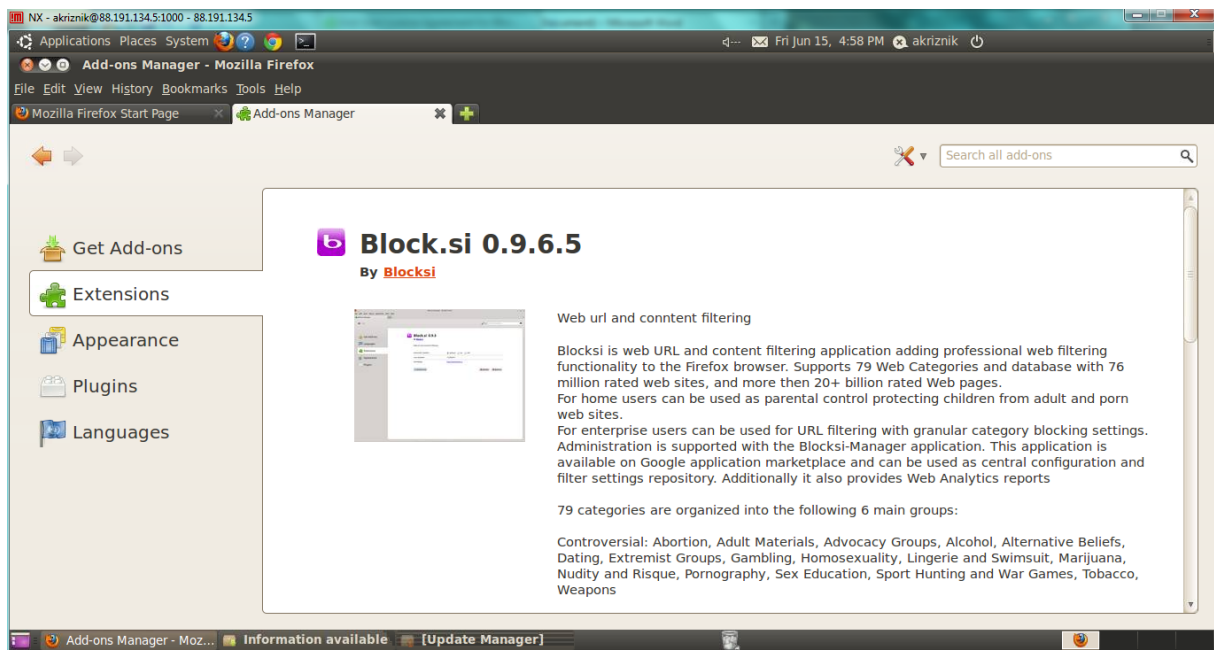 NX - akriznik@88.191.134.5:1000 - 88.191.134.5
Applications Places System
Fri Jun 15, 4:58 PM akriznik
Add-ons Manager - Mozilla Firefox
File Edit View History Bookmarks Tools Help
Mozilla Firefox Start Page
Add-ons Manager
Search all add-ons
Get Add-ons
Extensions
Appearance
Plugins
Languages
Block.si 0.9.6.5
By Blocksi
Web url and conntent filtering
Blocksi is web URL and content filtering application adding professional web filtering
functionality to the Firefox browser. Supports 79 Web Categories and database with 76
million rated web sites, and more then 20+ billion rated Web pages.
For home users can be used as parental control protecting children from adult and porn
web sites.
For enterprise users can be used for URL filtering with granular category blocking settings.
Administration is supported with the Blocksi-Manager application. This application is
available on Google application marketplace and can be used as central configuration and
filter settings repository. Additionally it also provides Web Analytics reports
79 categories are organized into the following 6 main groups:
Controversial: Abortion, Adult Materials, Advocacy Groups, Alcohol, Alternative Beliefs,
Dating, Extremist Groups, Gambling, Homosexuality, Lingerie and Swimsuit, Marijuana,
Nudity and Risque, Pornography, Sex Education, Sport Hunting and War Games, Tobacco,
Weapons
Add-ons Manager - Moz... Information available [Update Manager]